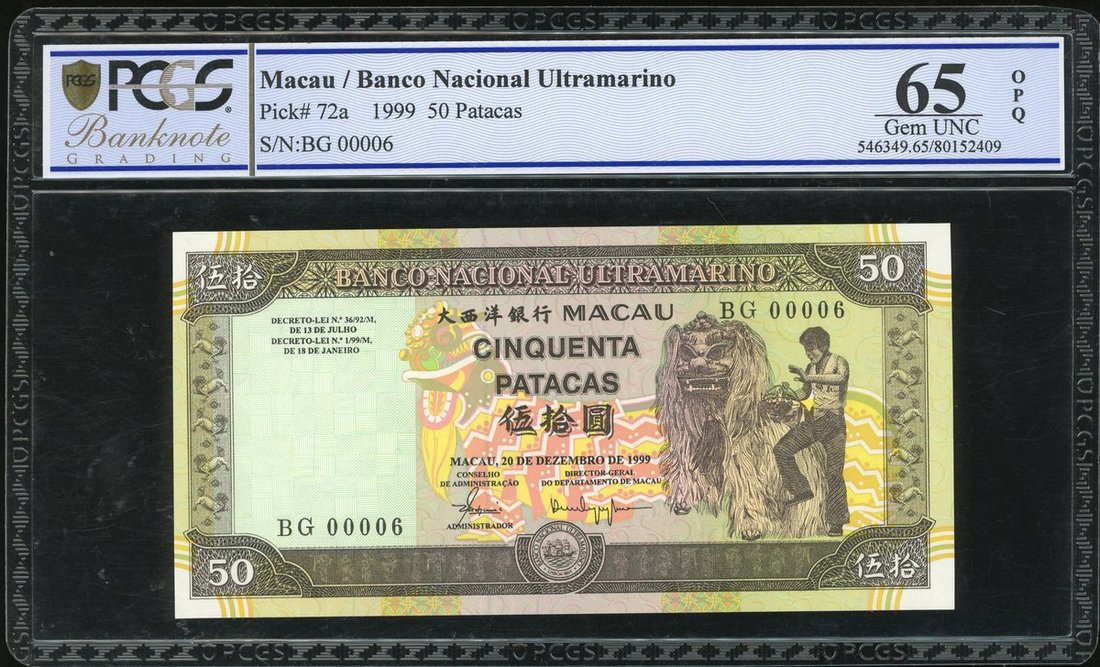 PCGS
PCGS
Banknote
GRADING
Macau / Banco Nacional Ultramarino
Pick# 72a 1999 50 Patacas
S/N:BG 00006
65
OPQ
Gem UNC
546349.65/80152409
伍拾
BANCO NACIONAL ULTRAMARINO
50
DECRETO-LEI N.º 36/92/M,
DE 13 DE JULHO
DECRETO-LEI N.º 1/99/M,
DE 18 DE JANEIRO
大西洋銀行 MACAU
BG 00006
CINQUENTA
PATACAS
伍拾圓
MACAU, 20 DE DEZEMBRO DE 1999
CONSELHO
DE ADMINISTRAÇÃO
DIRECTOR-GERAL
DO DEPARTAMENTO DE MACAU
ADMINISTRADOR
BG 00006
50
伍拾